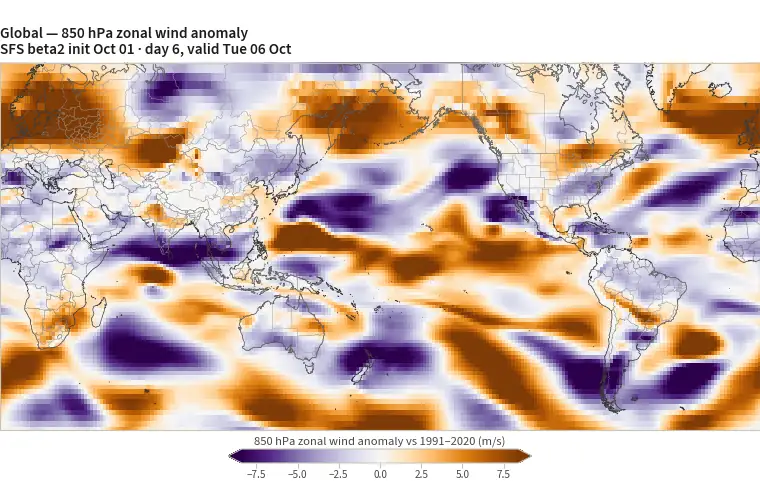 Global — 850 hPa zonal wind anomaly
SFS beta2 init Oct 01 · day 6, valid Tue 06 Oct
850 hPa zonal wind anomaly vs 1991–2020 (m/s)
−7.5 −5.0 −2.5 0.0 2.5 5.0 7.5